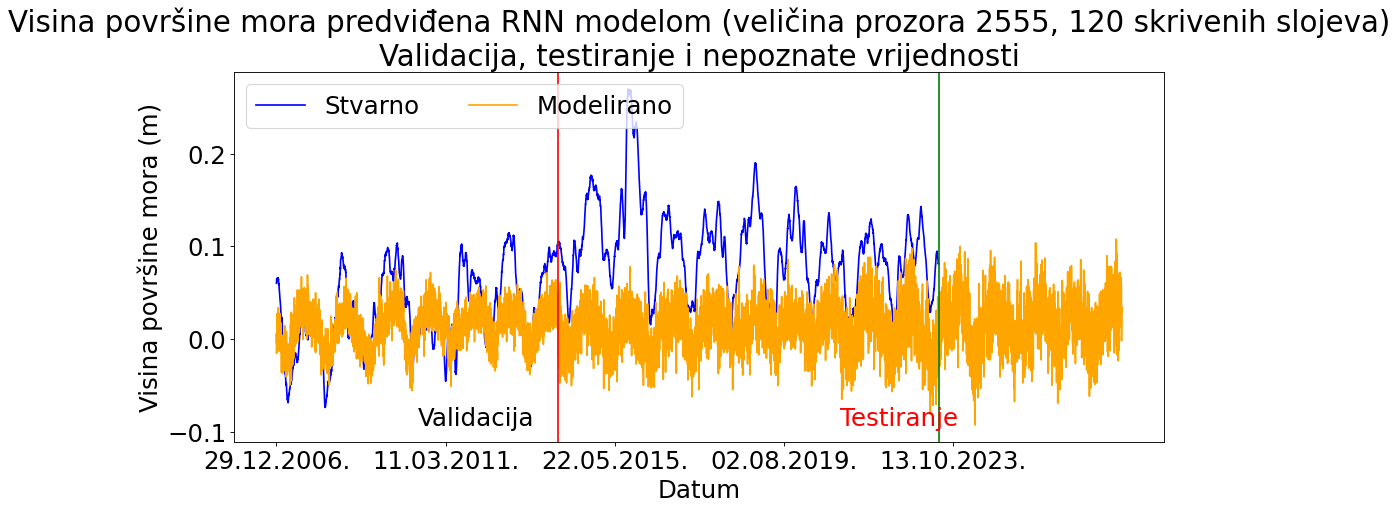 Visina površine mora predviđena RNN modelom (veličina prozora 2555, 120 skrivenih slojeva)
Validacija, testiranje i nepoznate vrijednosti
Stvarno
Modelirano
Visina površine mora (m)
0.2
0.1
0.0
−0.1
Validacija
Testiranje
29.12.2006.
11.03.2011.
22.05.2015.
02.08.2019.
13.10.2023.
Datum